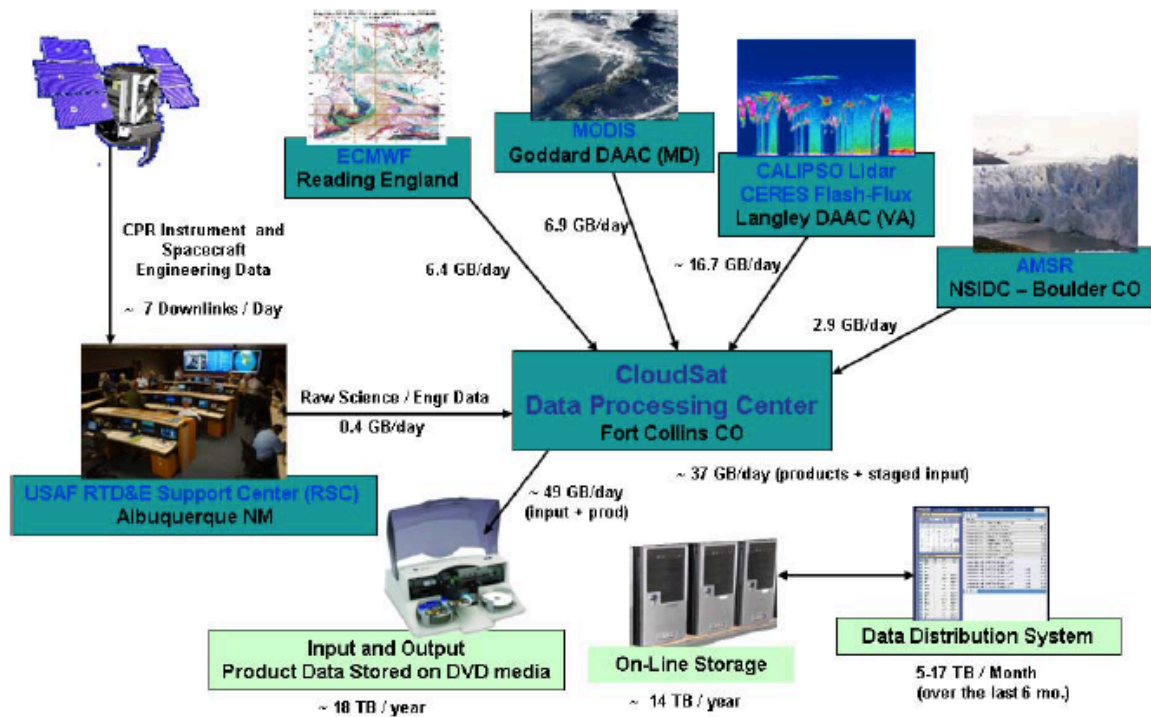 ECMWF
Reading England
MODIS
Goddard DAAC (MD)
CALIPSO Lidar
CERES Flash-Flux
Langley DAAC (VA)
AMSR
NSIDC – Boulder CO
CPR Instrument and
Spacecraft
Engineering Data
~ 7 Downlinks / Day
6.4 GB/day
6.9 GB/day
~ 16.7 GB/day
2.9 GB/day
Raw Science / Engr Data
0.4 GB/day
CloudSat
Data Processing Center
Fort Collins CO
USAF RTD&E Support Center (RSC)
Albuquerque NM
~ 37 GB/day (products + staged input)
~ 49 GB/day
(input + prod)
Input and Output
Product Data Stored on DVD media
~ 18 TB / year
On-Line Storage
~ 14 TB / year
Data Distribution System
5-17 TB / Month
(over the last 6 mo.)